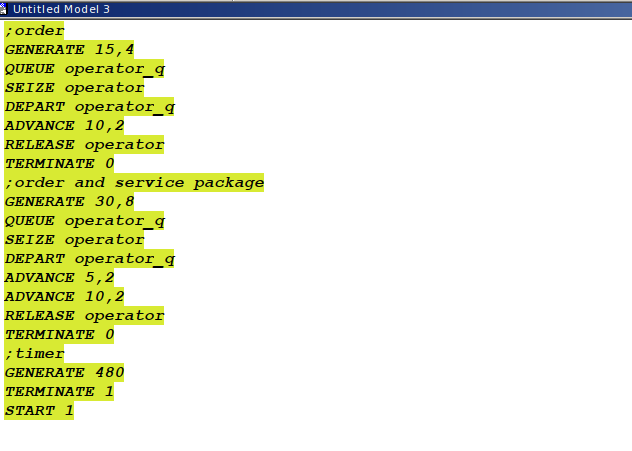 Untitled Model 3
;order
GENERATE 15,4
QUEUE operator_q
SEIZE operator
DEPART operator_q
ADVANCE 10,2
RELEASE operator
TERMINATE 0
;order and service package
GENERATE 30,8
QUEUE operator_q
SEIZE operator
DEPART operator_q
ADVANCE 5,2
ADVANCE 10,2
RELEASE operator
TERMINATE 0
;timer
GENERATE 480
TERMINATE 1
START 1